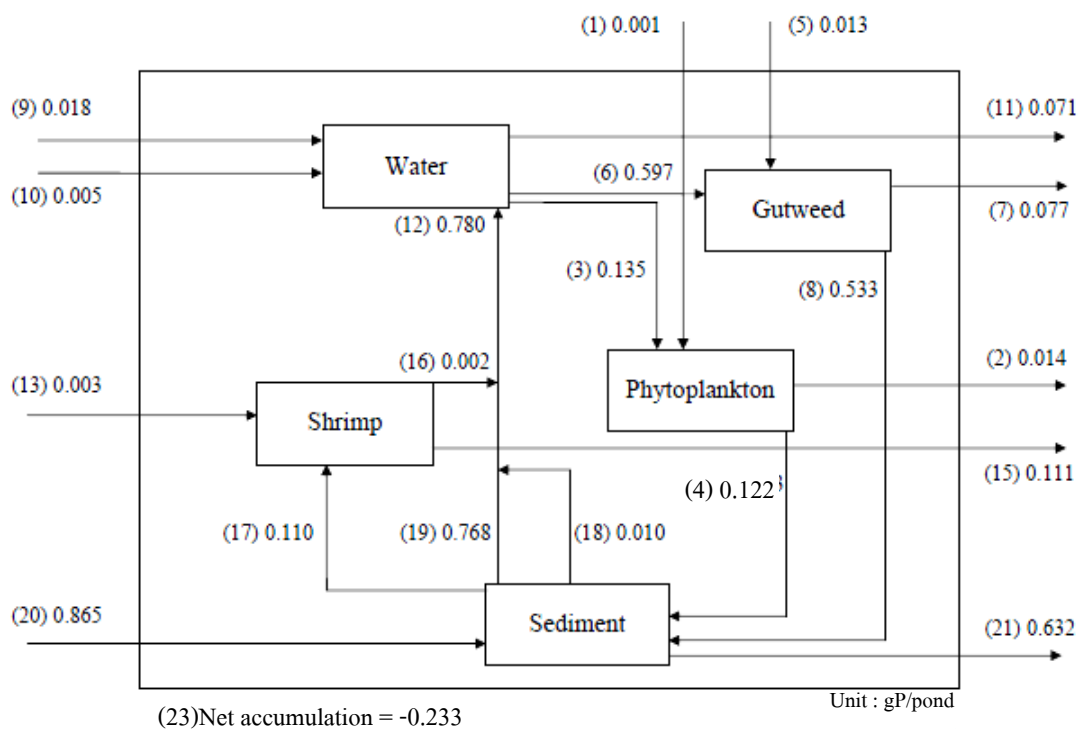 (1) 0.001
(5) 0.013
(9) 0.018
(11) 0.071
Water
(6) 0.597
(10) 0.005
Gutweed
(7) 0.077
(12) 0.780
(3) 0.135
(8) 0.533
(16) 0.002
(2) 0.014
(13) 0.003
Phytoplankton
Shrimp
(15) 0.111
(4) 0.122
(17) 0.110
(19) 0.768
(18) 0.010
(20) 0.865
Sediment
(21) 0.632
Unit : gP/pond
(23)Net accumulation = -0.233